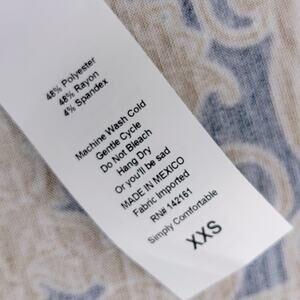 48% Polyester
48% Rayon
4% Spandex
Machine Wash Cold
Gentle Cycle
Do Not Bleach
Hang Dry
Or you'll be sad
MADE IN MEXICO
Fabric Imported
RN# 142161
Simply Comfortable
XXS